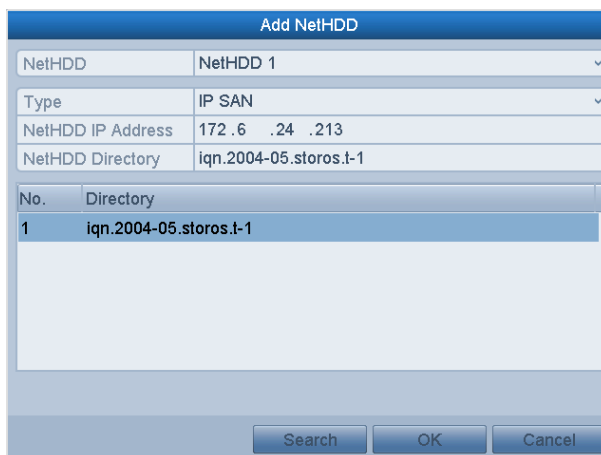 Add NetHDD
NetHDD NetHDD 1
Type IP SAN
NetHDD IP Address 172 .6 .24 .213
NetHDD Directory iqn.2004-05.storos.t-1
No. Directory
1 iqn.2004-05.storos.t-1
Search OK Cancel